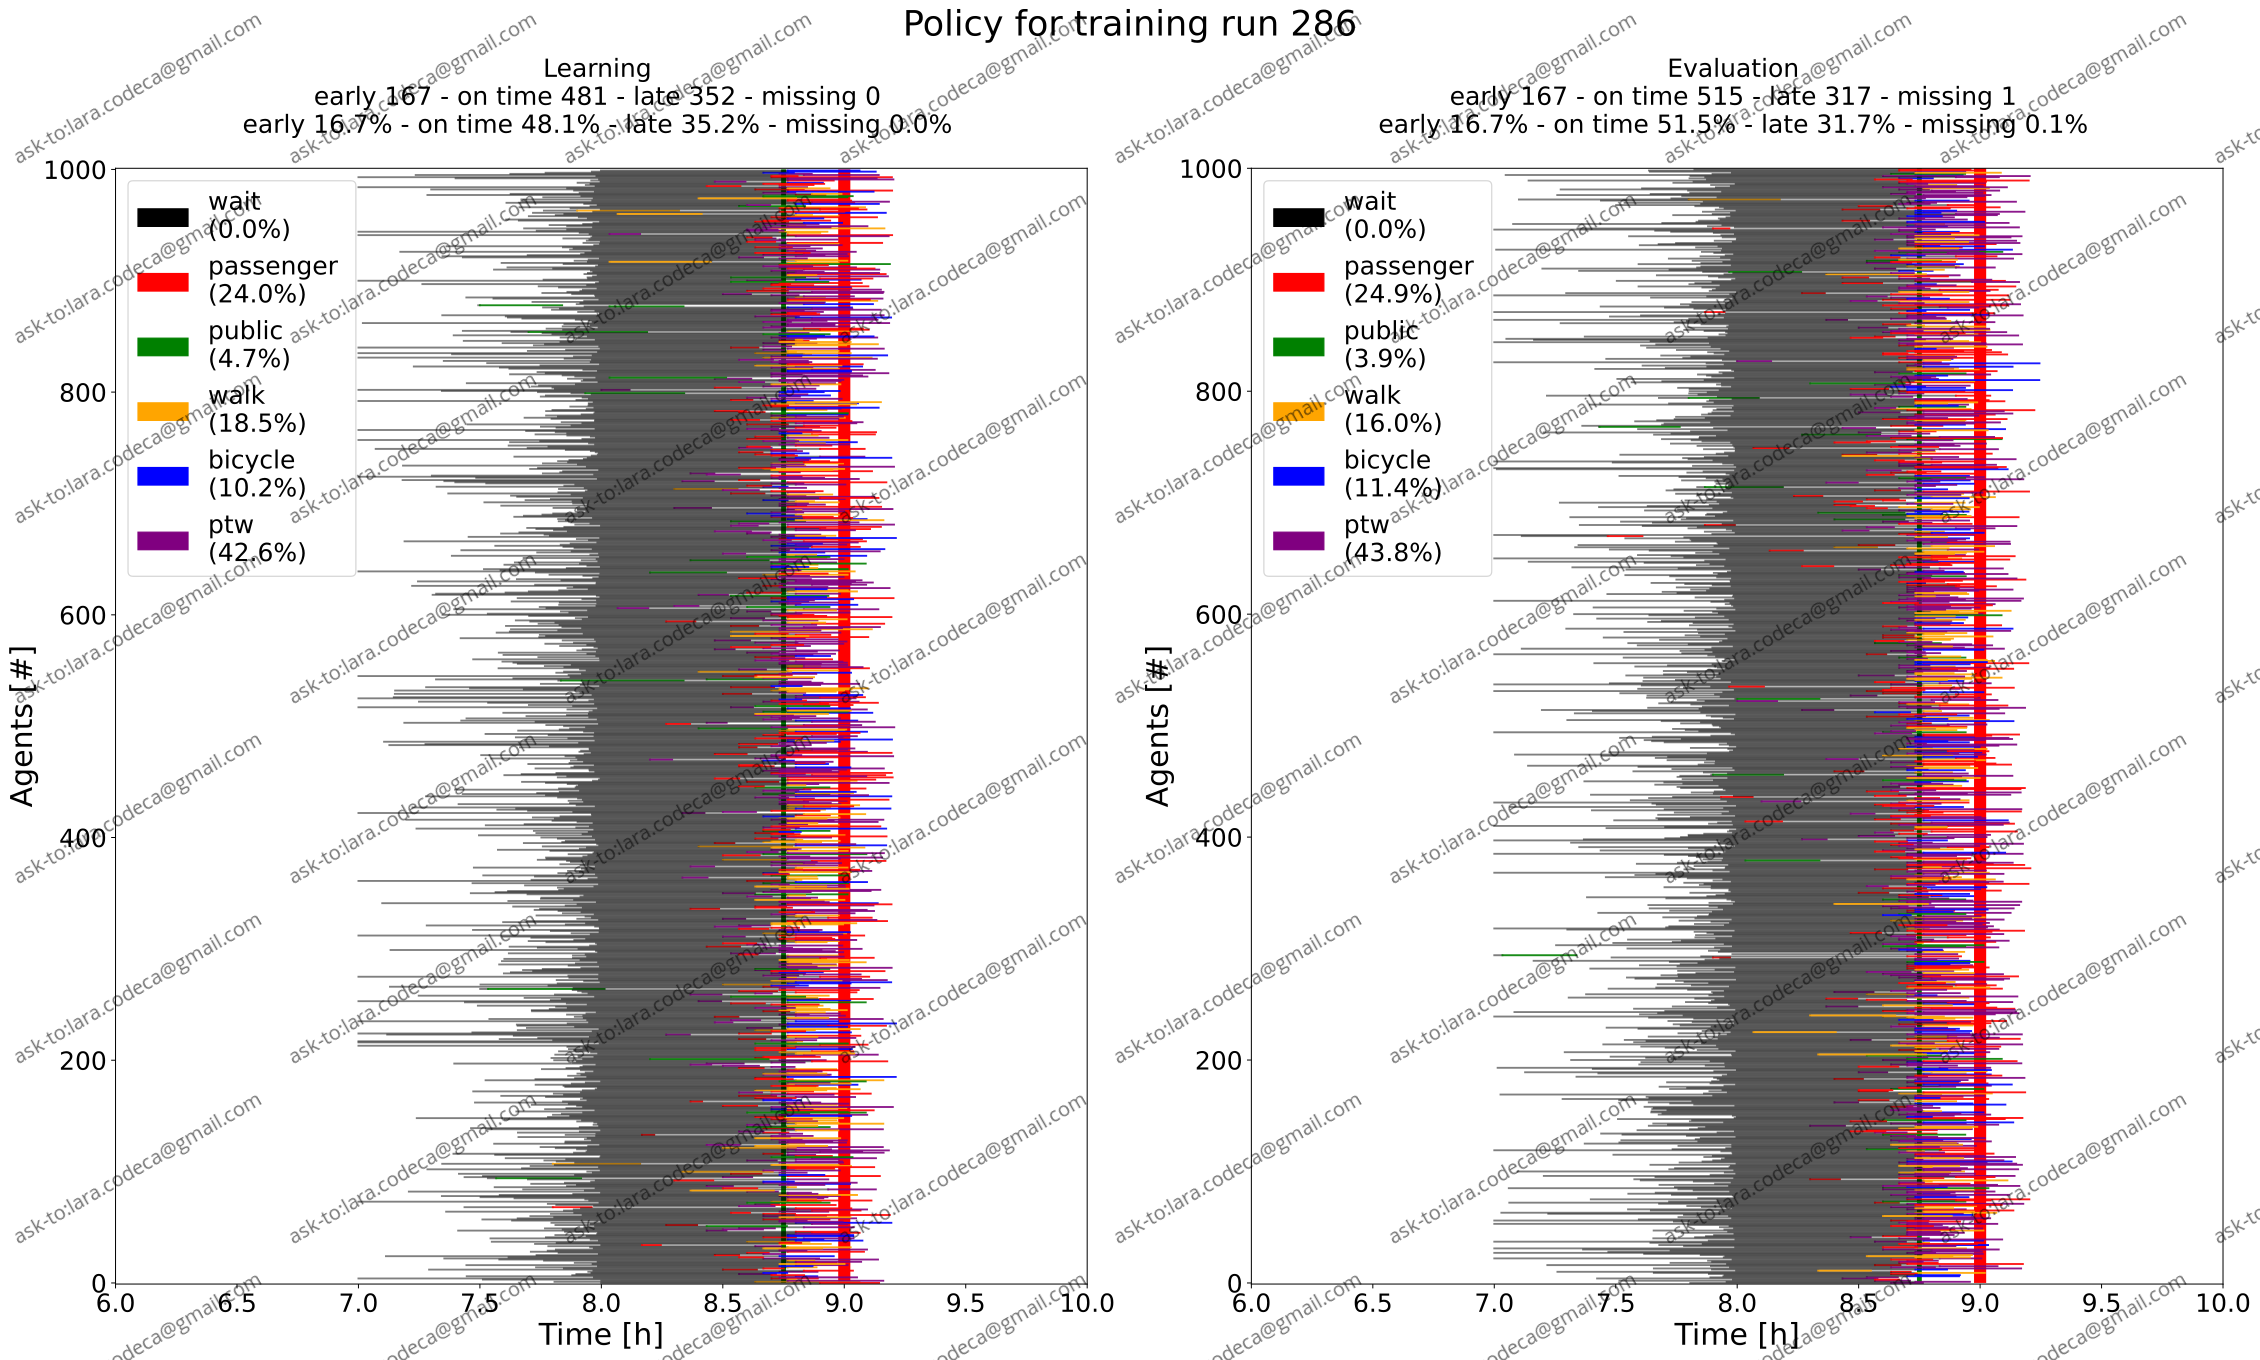 Policy for training run 286
Learning
early 167 - on time 481 - late 352 - missing 0
early 16.7% - on time 48.1% - late 35.2% - missing 0.0%
1000
800
600
400
200
0
Agents [#]
wait
(0.0%)
passenger
(24.0%)
public
(4.7%)
walk
(18.5%)
bicycle
(10.2%)
ptw
(42.6%)
6.0 6.5 7.0 7.5 8.0 8.5 9.0 9.5 10.0
Time [h]
Evaluation
early 167 - on time 515 - late 317 - missing 1
early 16.7% - on time 51.5% - late 31.7% - missing 0.1%
1000
800
600
400
200
0
Agents [#]
wait
(0.0%)
passenger
(24.9%)
public
(3.9%)
walk
(16.0%)
bicycle
(11.4%)
ptw
(43.8%)
6.0 6.5 7.0 7.5 8.0 8.5 9.0 9.5 10.0
Time [h]
ask-to:lara.codeca@gmail.com